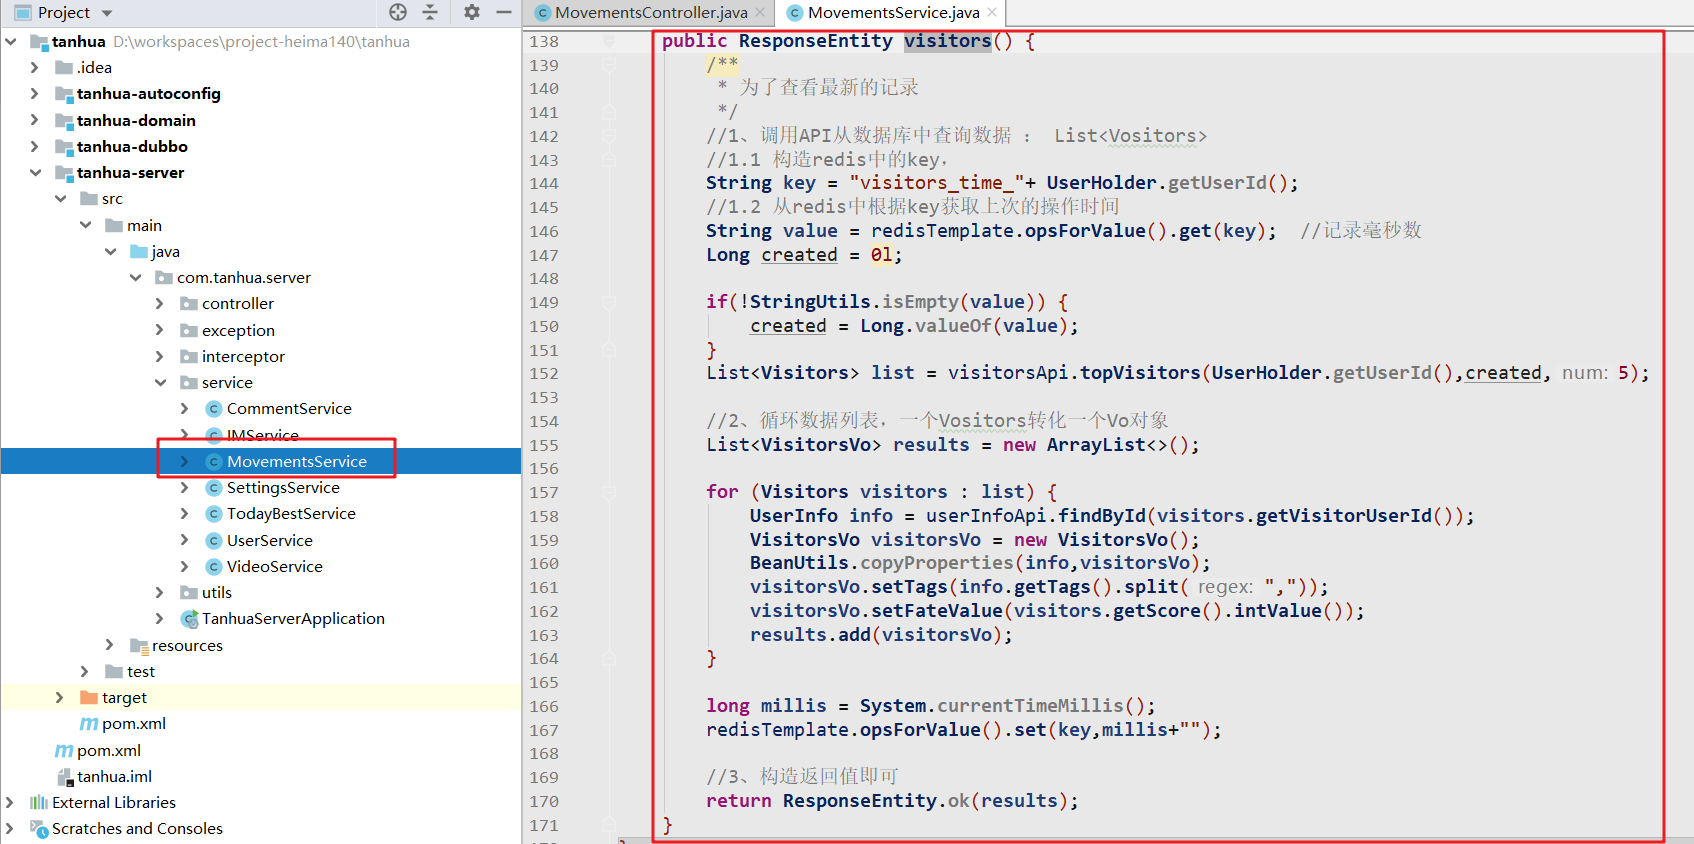 Project
tanhua D:\workspaces\project-heima140\tanhua
.idea
tanhua-autoconfig
tanhua-domain
tanhua-dubbo
tanhua-server
src
main
java
com.tanhua.server
controller
exception
interceptor
service
CommentService
IMService
MovementsService
SettingsService
TodayBestService
UserService
VideoService
utils
TanhuaServerApplication
resources
test
target
pom.xml
pom.xml
tanhua.iml
External Libraries
Scratches and Consoles
MovementsController.java
MovementsService.java
138 public ResponseEntity visitors() {
139 /**
140 * 为了查看最新的记录
141 */
142 //1、调用API从数据库中查询数据 : List<Vositors>
143 //1.1 构造redis中的key,
144 String key = "visitors_time_"+ UserHolder.getUserId();
145 //1.2 从redis中根据key获取上次的操作时间
146 String value = redisTemplate.opsForValue().get(key); //记录毫秒数
147 Long created = 0l;
148
149 if(!StringUtils.isEmpty(value)) {
150 created = Long.valueOf(value);
151 }
152 List<Visitors> list = visitorsApi.topVisitors(UserHolder.getUserId(),created, num: 5);
153
154 //2、循环数据列表，一个Vositors转化一个Vo对象
155 List<VisitorsVo> results = new ArrayList<>();
156
157 for (Visitors visitors : list) {
158 UserInfo info = userInfoApi.findById(visitors.getVisitorUserId());
159 VisitorsVo visitorsVo = new VisitorsVo();
160 BeanUtils.copyProperties(info,visitorsVo);
161 visitorsVo.setTags(info.getTags().split( regex: ","));
162 visitorsVo.setFateValue(visitors.getScore().intValue());
163 results.add(visitorsVo);
164 }
165
166 long millis = System.currentTimeMillis();
167 redisTemplate.opsForValue().set(key,millis+"");
168
169 //3、构造返回值即可
170 return ResponseEntity.ok(results);
171 }